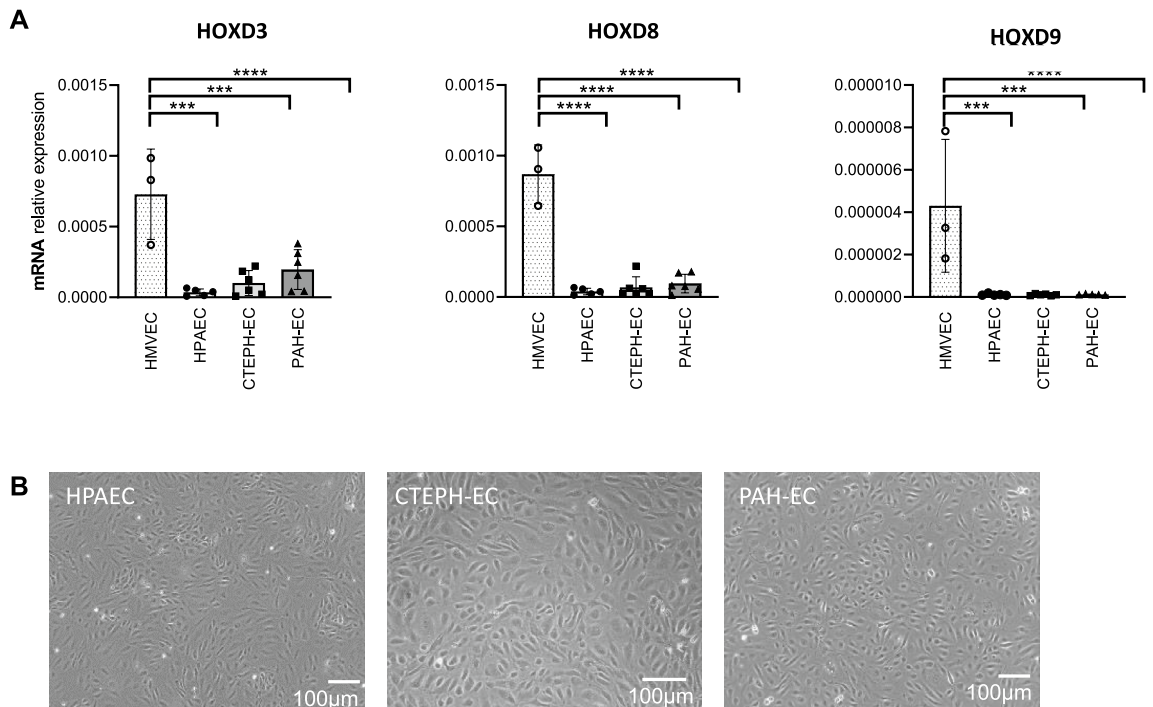 A
HOXD3
HOXD8
HOXD9
mRNA relative expression
0.0015
0.0010
0.0005
0.0000
****
***
***
HMVEC
HPAEC
CTEPH-EC
PAH-EC
0.0015
0.0010
0.0005
0.0000
****
****
****
HMVEC
HPAEC
CTEPH-EC
PAH-EC
0.000010
0.000008
0.000006
0.000004
0.000002
0.000000
****
***
***
HMVEC
HPAEC
CTEPH-EC
PAH-EC
B
HPAEC
100µm
CTEPH-EC
100µm
PAH-EC
100µm